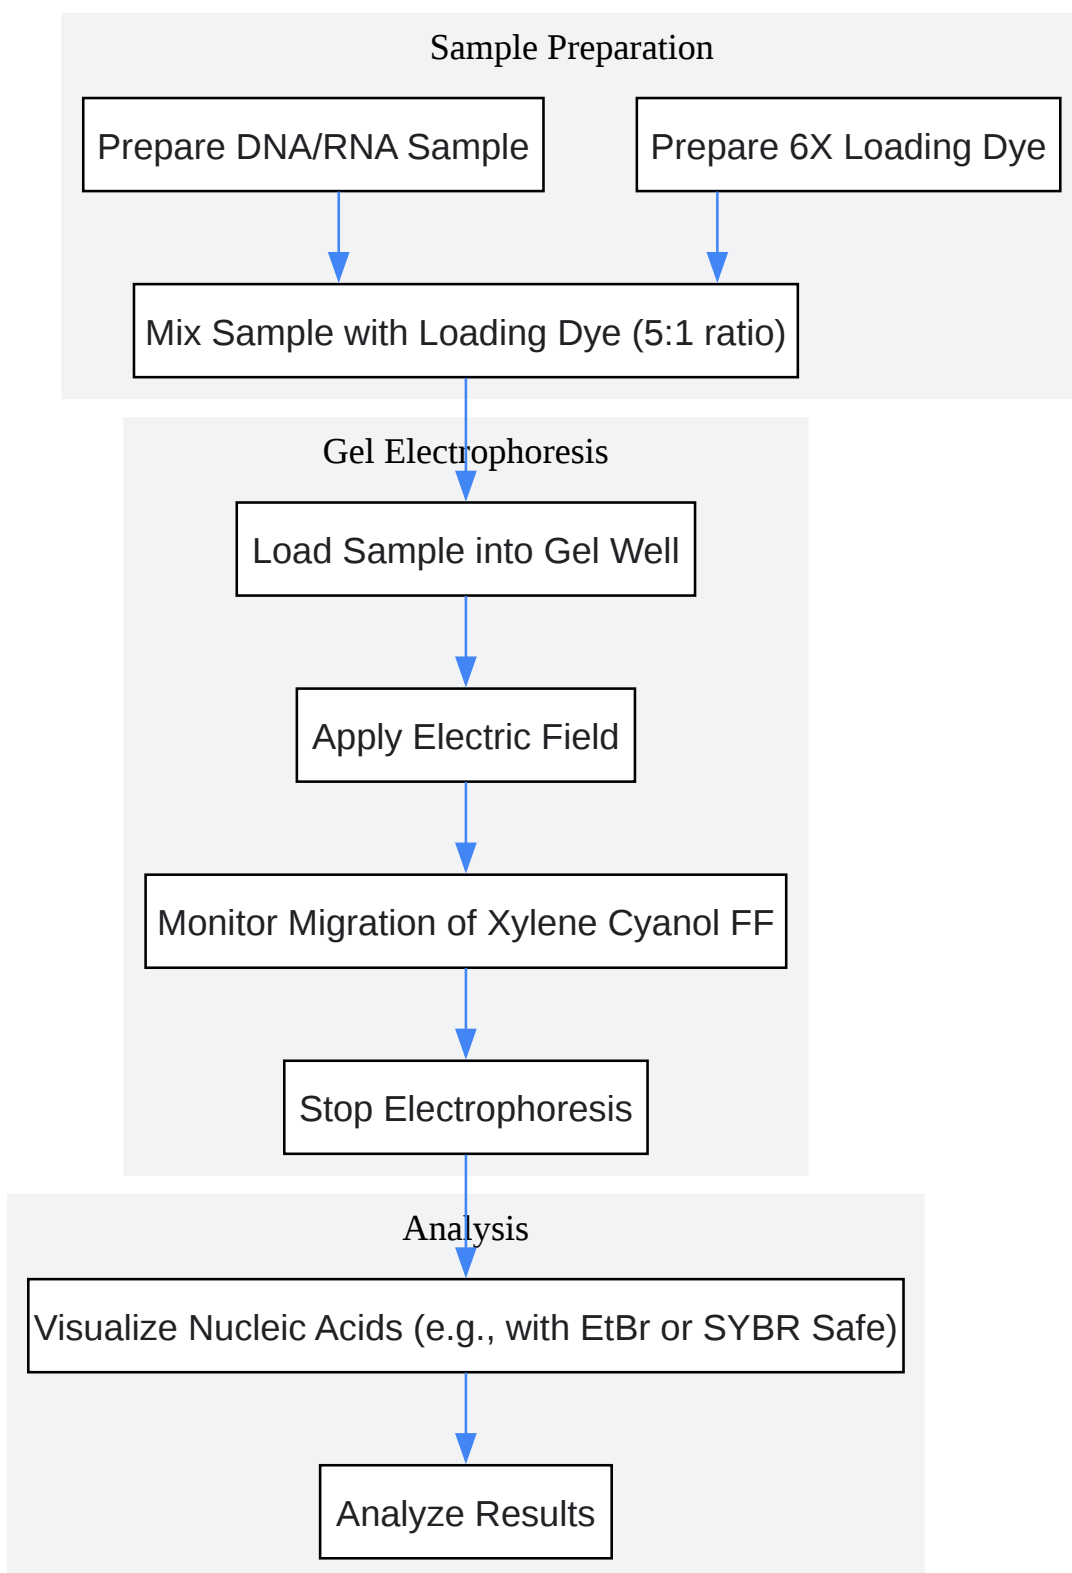 Sample Preparation
Prepare DNA/RNA Sample
Prepare 6X Loading Dye
Mix Sample with Loading Dye (5:1 ratio)
Gel Electrophoresis
Load Sample into Gel Well
Apply Electric Field
Monitor Migration of Xylene Cyanol FF
Stop Electrophoresis
Analysis
Visualize Nucleic Acids (e.g., with EtBr or SYBR Safe)
Analyze Results